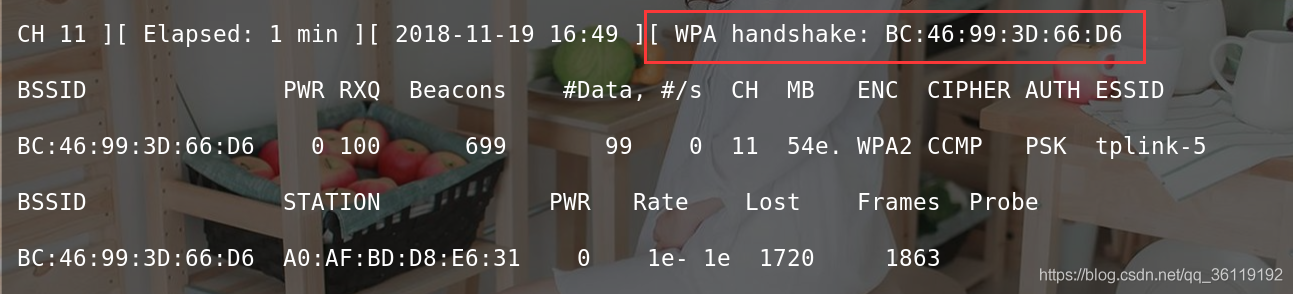 CH 11 ][ Elapsed: 1 min ][ 2018-11-19 16:49 ][ WPA handshake: BC:46:99:3D:66:D6
BSSID PWR RXQ Beacons #Data, #/s CH MB ENC CIPHER AUTH ESSID
BC:46:99:3D:66:D6 0 100 699 99 0 11 54e. WPA2 CCMP PSK tplink-5
BSSID STATION PWR Rate Lost Frames Probe
BC:46:99:3D:66:D6 A0:AF:BD:D8:E6:31 0 1e- 1e 1720 1863
https://blog.csdn.net/qq_36119192